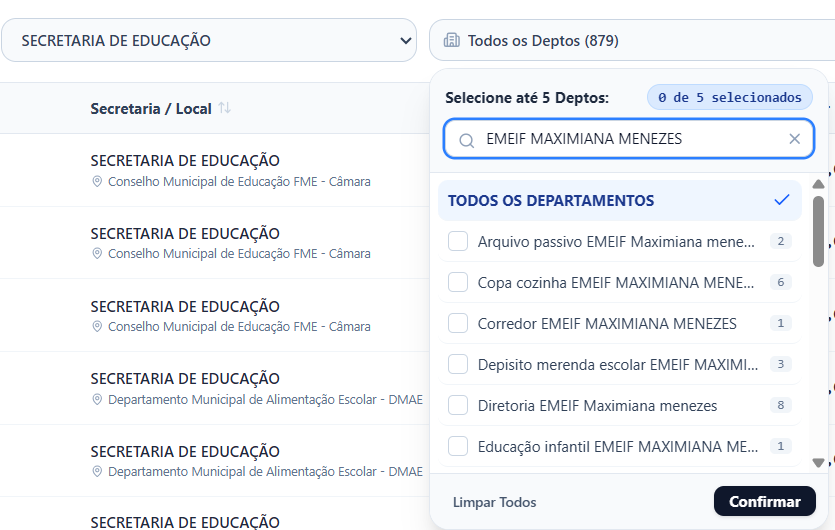 SECRETARIA DE EDUCAÇÃO
Todos os Deptos (879)
Selecione até 5 Deptos:
0 de 5 selecionados
EMEIF MAXIMIANA MENEZES
TODOS OS DEPARTAMENTOS
Arquivo passivo EMEIF Maximiana mene... 2
Copa cozinha EMEIF MAXIMIANA MENE... 6
Corredor EMEIF MAXIMIANA MENEZES 1
Depisito merenda escolar EMEIF MAXIMI... 3
Diretoria EMEIF Maximiana menezes 8
Educação infantil EMEIF MAXIMIANA ME... 1
Limpar Todos
Confirmar
Secretaria / Local
SECRETARIA DE EDUCAÇÃO
Conselho Municipal de Educação FME - Câmara
SECRETARIA DE EDUCAÇÃO
Conselho Municipal de Educação FME - Câmara
SECRETARIA DE EDUCAÇÃO
Conselho Municipal de Educação FME - Câmara
SECRETARIA DE EDUCAÇÃO
Departamento Municipal de Alimentação Escolar - DMAE
SECRETARIA DE EDUCAÇÃO
Departamento Municipal de Alimentação Escolar - DMAE
SECRETARIA DE EDUCAÇÃO